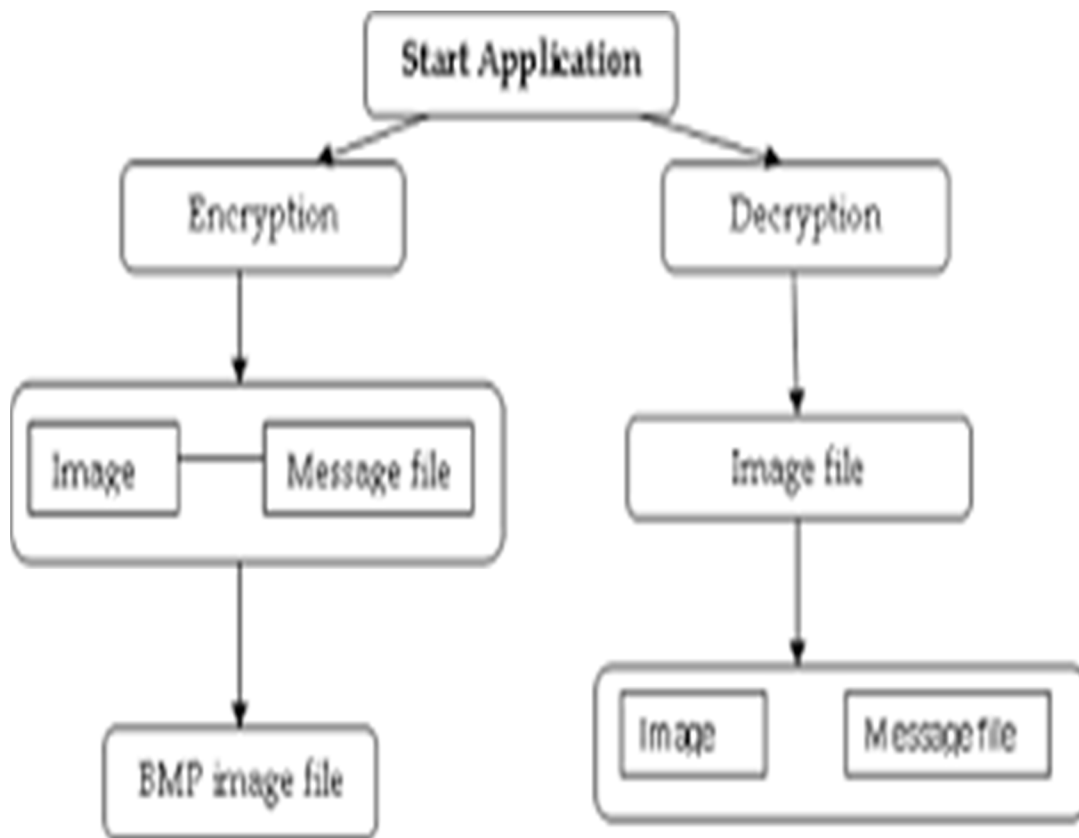 Start Application
Encryption
Decryption
Image
Message file
Image file
BMP image file
Image
Message file